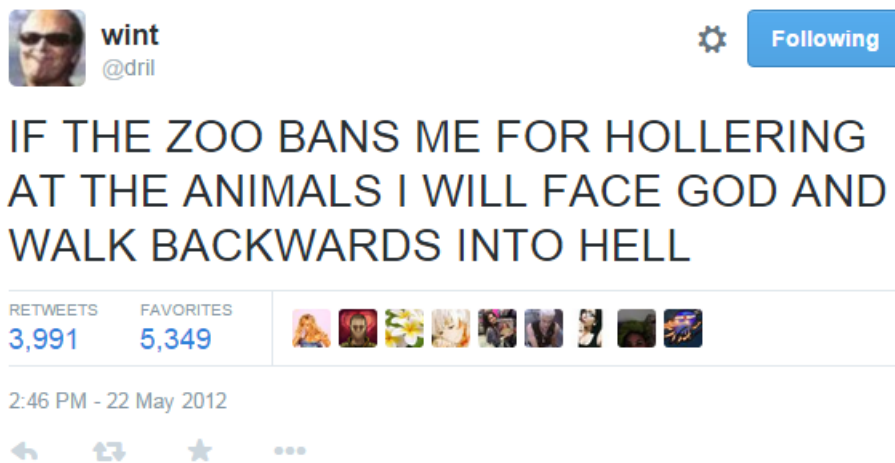 wint
@dril
Following
IF THE ZOO BANS ME FOR HOLLERING
AT THE ANIMALS I WILL FACE GOD AND
WALK BACKWARDS INTO HELL
RETWEETS FAVORITES
3,991 5,349
2:46 PM - 22 May 2012